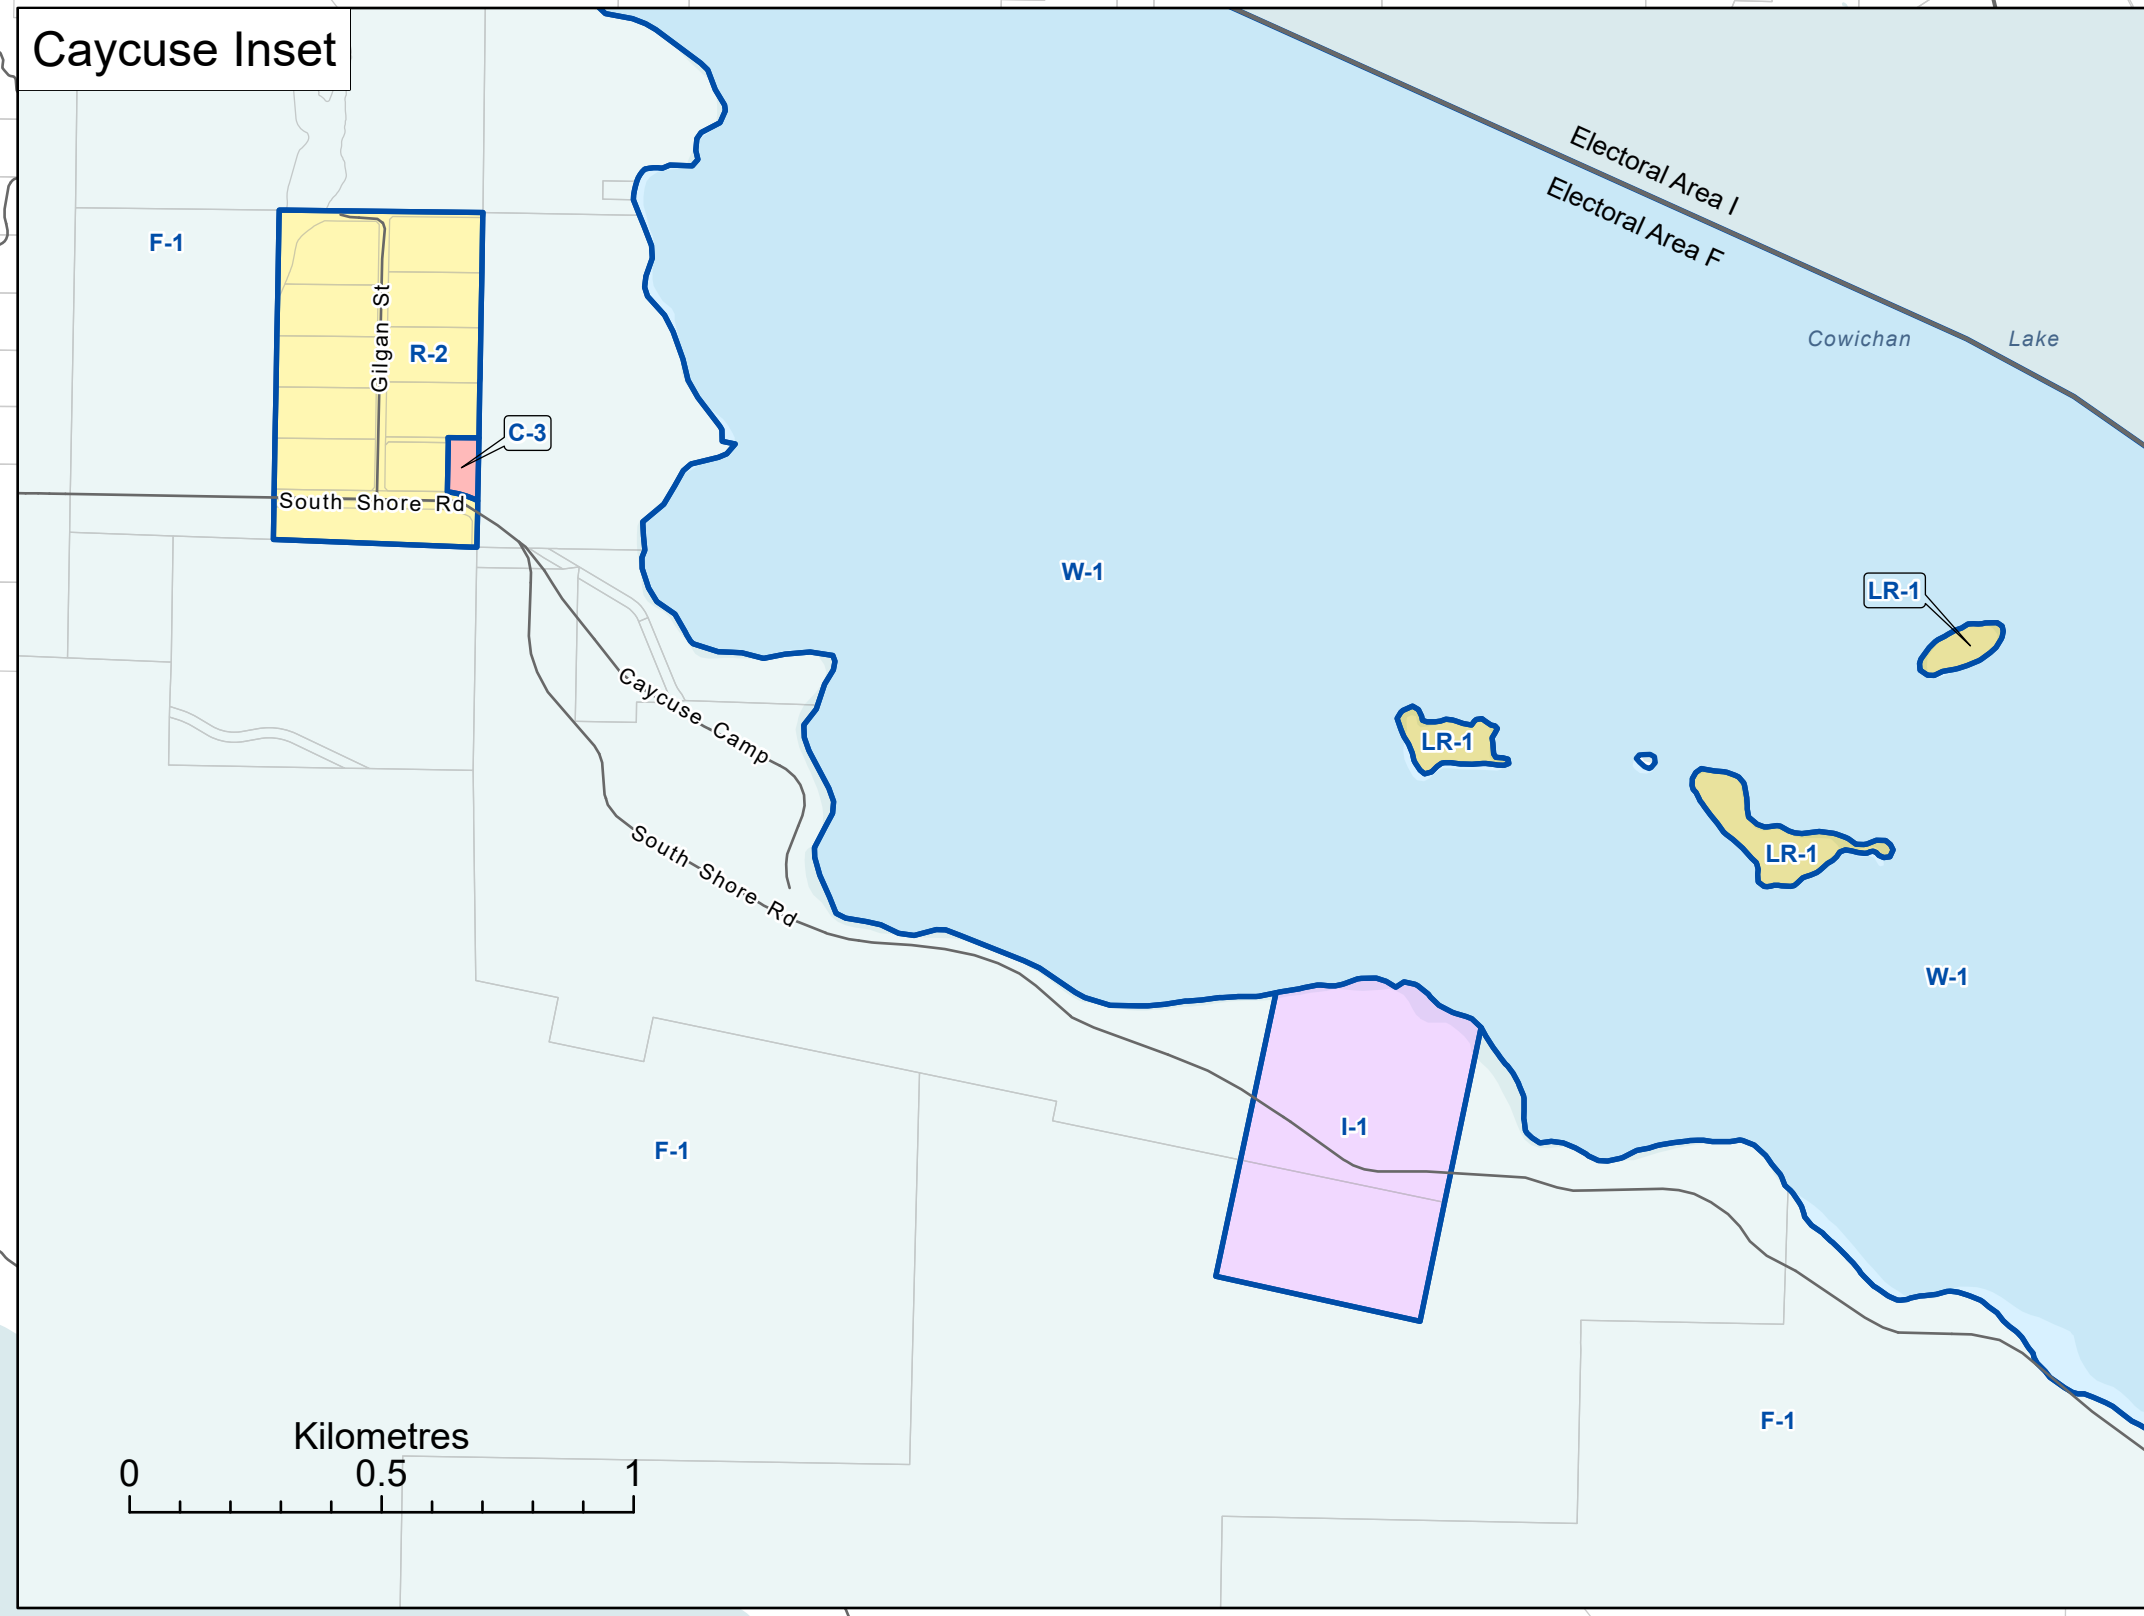 Caycuse Inset
Electoral Area I
Electoral Area F
F-1
Gillgan St
R-2
Cowichan Lake
C-3
South Shore Rd
W-1
LR-1
Caycuse Camp
LR-1
South Shore Rd
LR-1
W-1
I-1
F-1
F-1
Kilometres
0 0.5 1